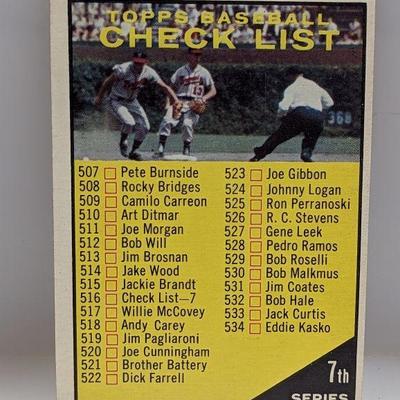 TOPPS BASEBALL
CHECK LIST
13
368
507 Pete Burnside
508 Rocky Bridges
509 Camilo Carreon
510 Art Ditmar
511 Joe Morgan
512 Bob Will
513 Jim Brosnan
514 Jake Wood
515 Jackie Brandt
516 Check List—7
517 Willie McCovey
518 Andy Carey
519 Jim Pagliaroni
520 Joe Cunningham
521 Brother Battery
522 Dick Farrell
523 Joe Gibbon
524 Johnny Logan
525 Ron Perranoski
526 R. C. Stevens
527 Gene Leek
528 Pedro Ramos
529 Bob Roselli
530 Bob Malkmus
531 Jim Coates
532 Bob Hale
533 Jack Curtis
534 Eddie Kasko
7th
SERIES